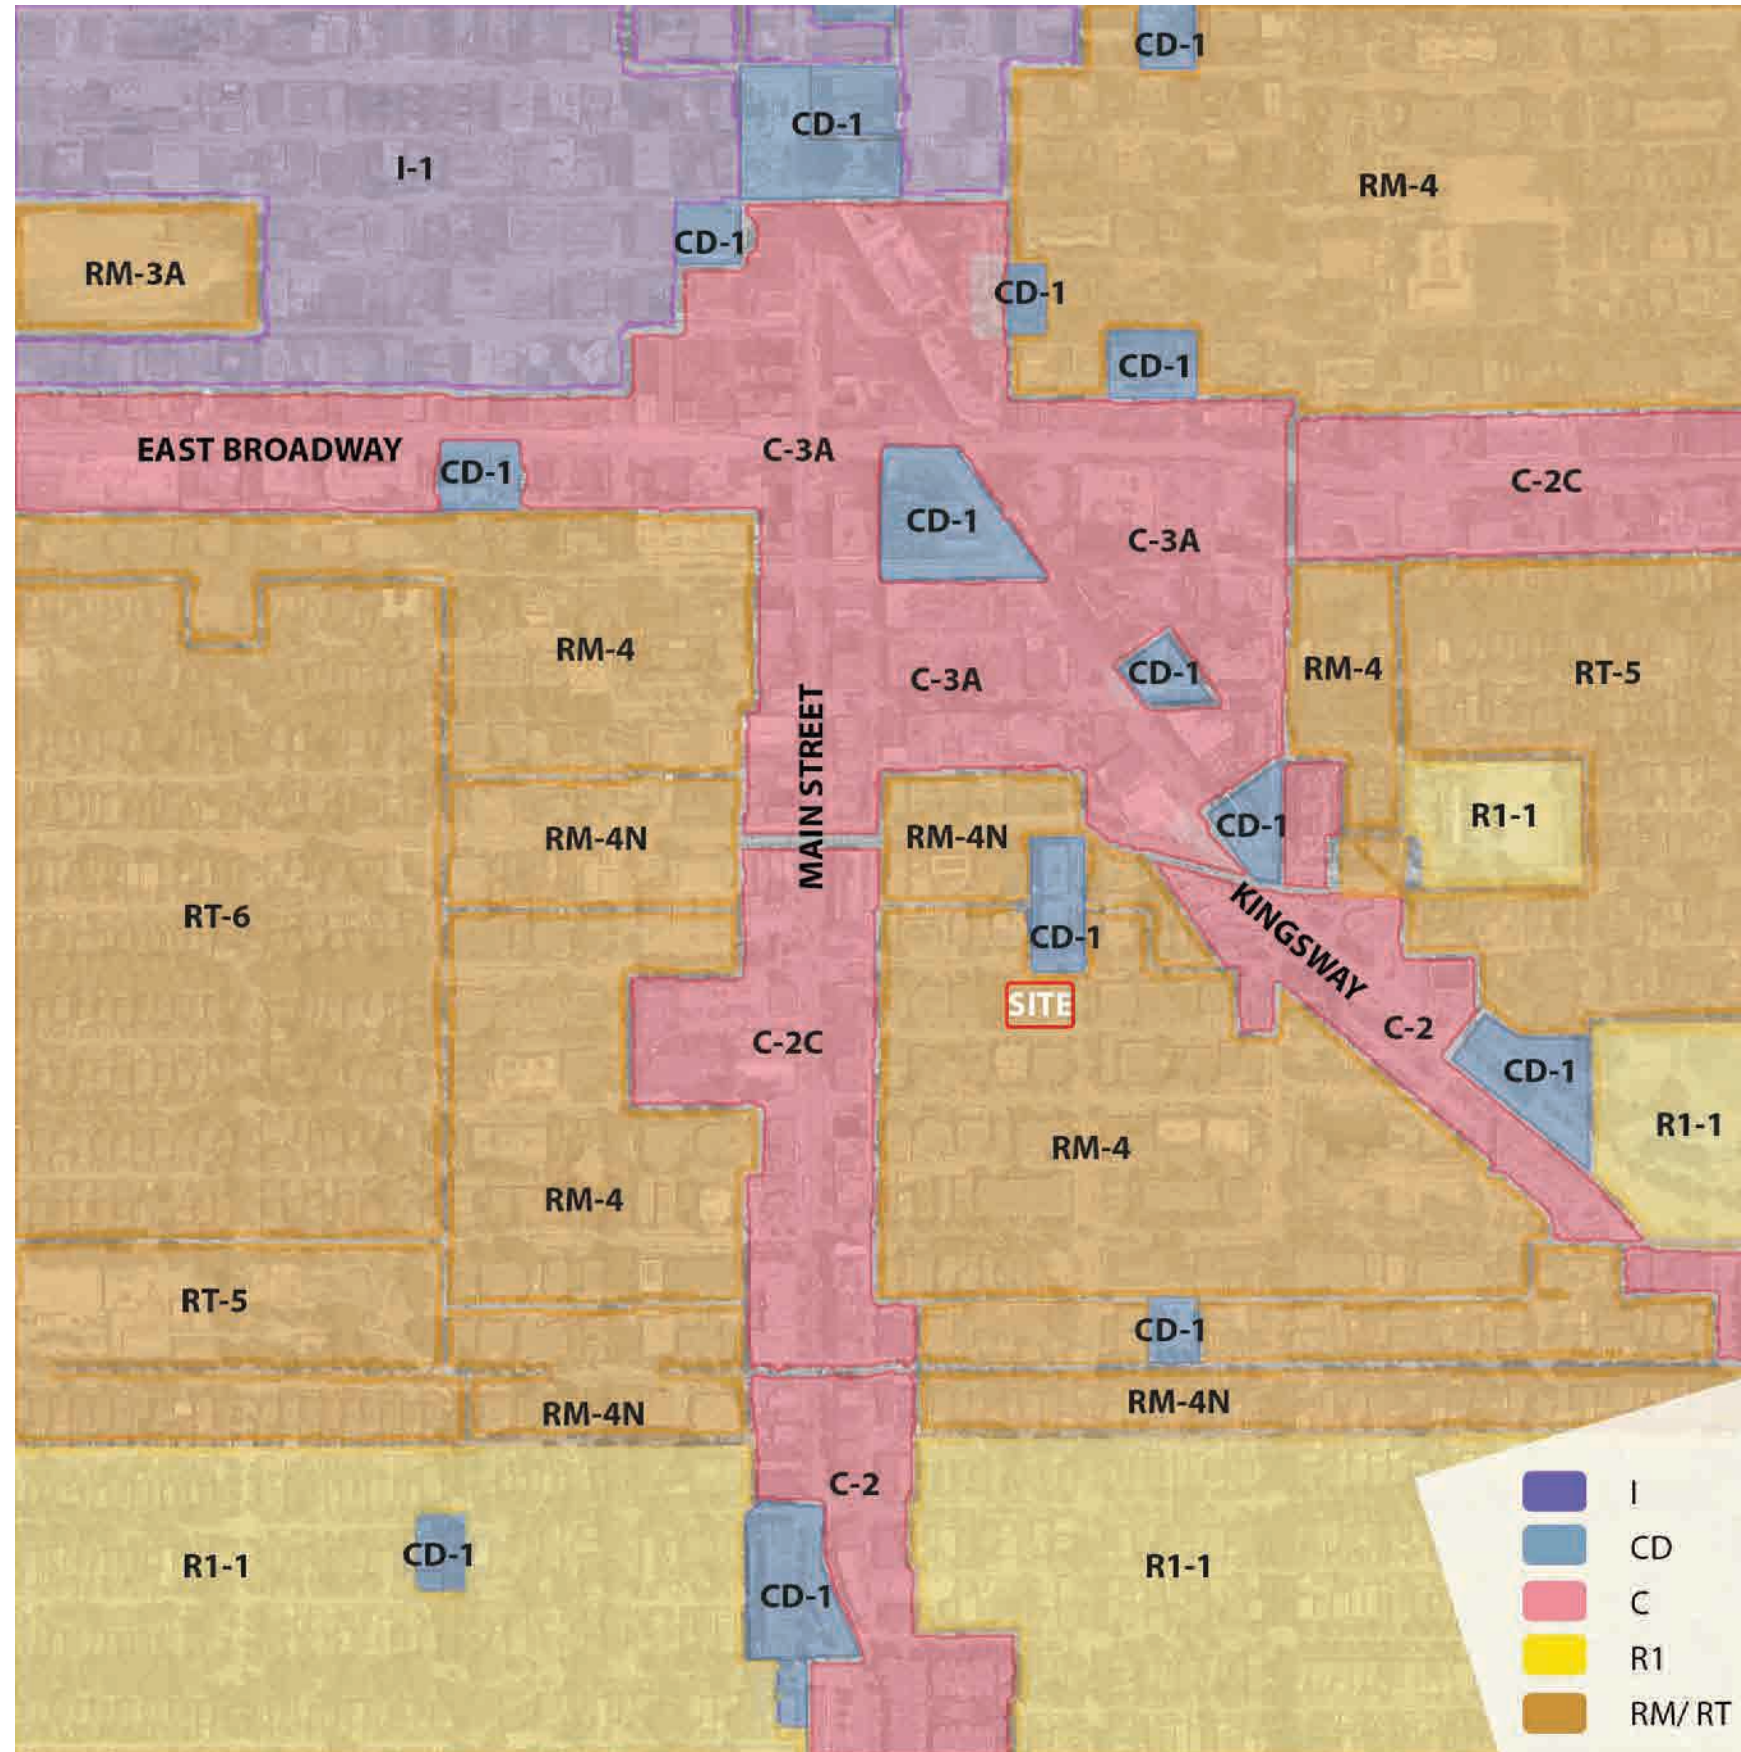 CD-1
CD-1
I-1
RM-4
CD-1
RM-3A
CD-1
CD-1
EAST BROADWAY
C-3A
CD-1
C-2C
CD-1
C-3A
RM-4
C-3A
CD-1
RM-4
RT-5
MAIN STREET
R1-1
CD-1
RM-4N
RM-4N
RT-6
CD-1
KINGSWAY
SITE
C-2
C-2C
CD-1
R1-1
RM-4
RM-4
RT-5
CD-1
RM-4N
RM-4N
C-2
I
CD
C
R1
RM/ RT
R1-1
CD-1
CD-1
R1-1